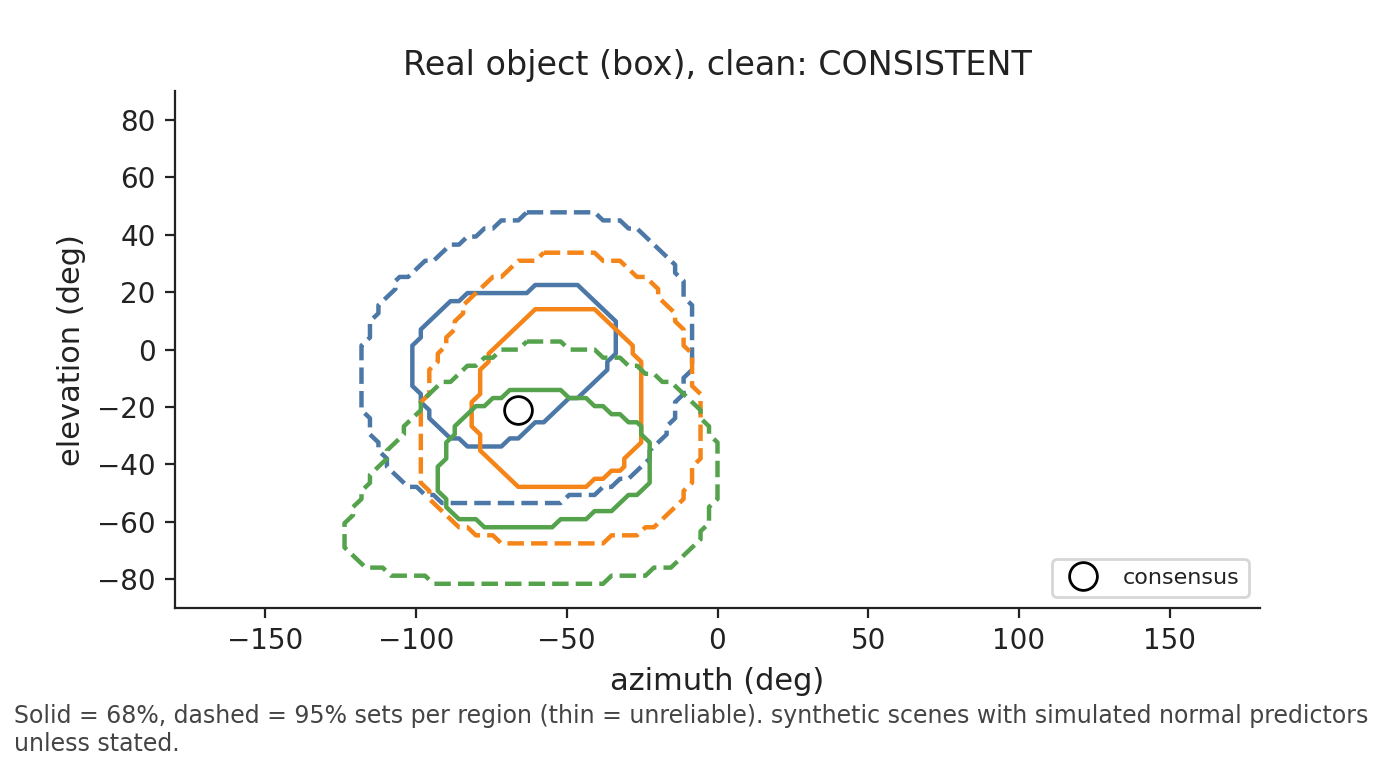 Real object (box), clean: CONSISTENT
80
60
40
20
0
−20
−40
−60
−80
elevation (deg)
−150
−100
−50
0
50
100
150
azimuth (deg)
consensus
Solid = 68%, dashed = 95% sets per region (thin = unreliable). synthetic scenes with simulated normal predictors
unless stated.